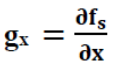 gₓ = ∂fₛ/∂x